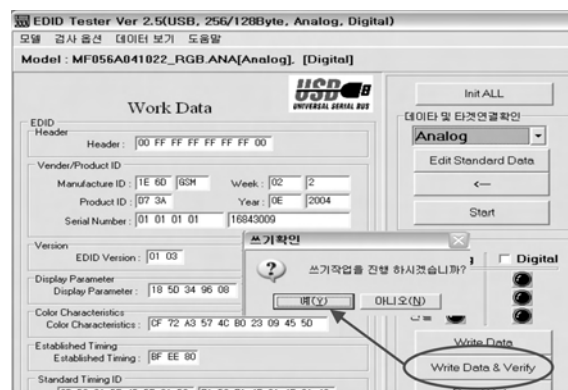 EDID Tester Ver 2.5(USB, 256/128Byte, Analog, Digital)
모델 검사 옵션 데이터 보기 도움말
Model : MF056A041022_RGB.ANA[Analog]. [Digital]
Work Data
USB
UNIVERSAL SERIAL BUS
EDID
Header
Header : 00 FF FF FF FF FF FF 00
Vender/Product ID
Manufacture ID : 1E 6D GSM Week : 02 2
Product ID : 07 3A Year : 0E 2004
Serial Number : 01 01 01 01 16843009
Version
EDID Version : 01 03
Display Parameter
Display Parameter : 18 5D 34 96 08
Color Characteristics
Color Characteristics : CF 72 A3 57 4C B0 23 09 45 5D
Established Timing
Established Timing : BF EE 80
Standard Timing ID
Init ALL
데이타 및 타겟연결확인
Analog
Edit Standard Data
<--
Start
Digital
쓰기확인
쓰기작업을 진행 하시겠습니까?
예(Y) 아니오(N)
Write Data
Write Data & Verify